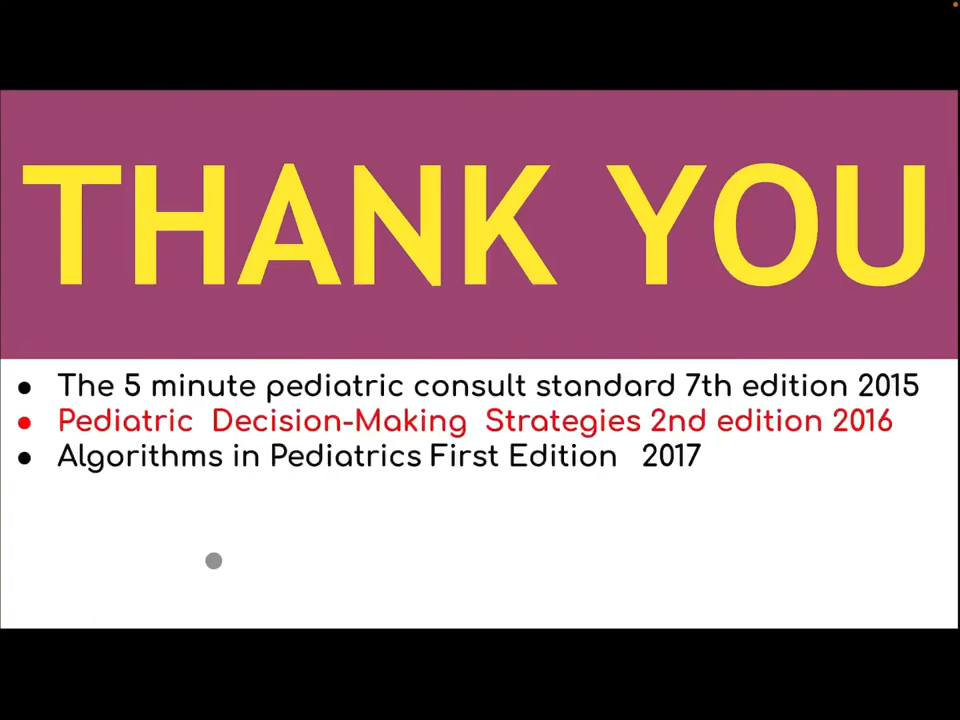 THANK YOU
● The 5 minute pediatric consult standard 7th edition 2015
● Pediatric Decision-Making Strategies 2nd edition 2016
● Algorithms in Pediatrics First Edition 2017